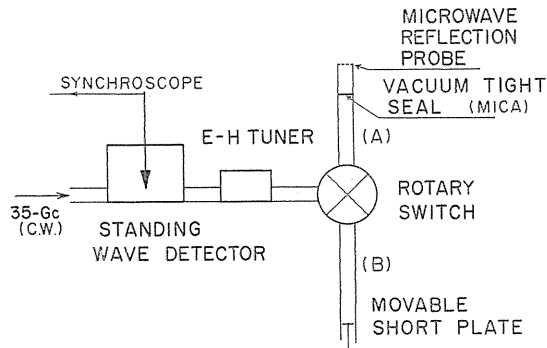 MICROWAVE
REFLECTION
PROBE
SYNCHROSCOPE
VACUUM TIGHT
SEAL (MICA)
E-H TUNER
(A)
ROTARY
SWITCH
35-Gc
(C.W.)
STANDING
WAVE DETECTOR
(B)
MOVABLE
SHORT PLATE